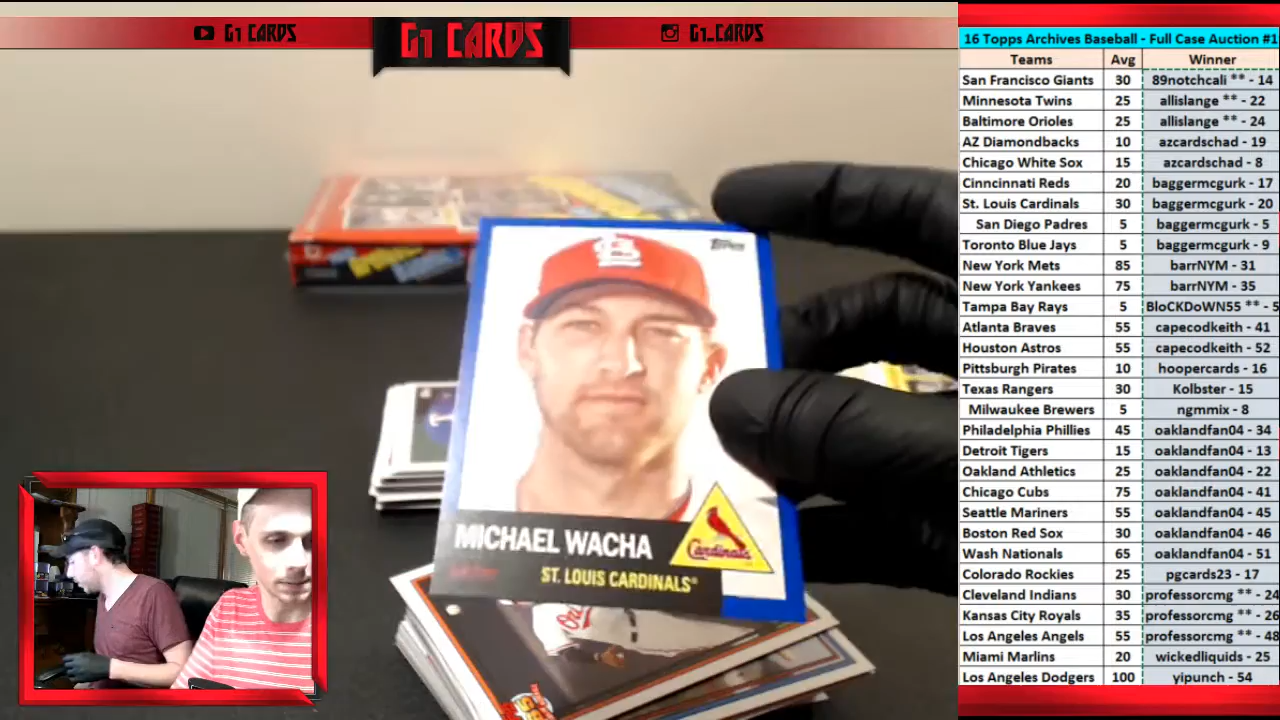 G1 CARDS
G1 CARDS
G1_CARDS
Topps
MICHAEL WACHA
Cardinals
ST. LOUIS CARDINALS
16 Topps Archives Baseball - Full Case Auction #1
Teams Avg Winner
San Francisco Giants 30 89notchcali ** - 14
Minnesota Twins 25 allislange ** - 22
Baltimore Orioles 25 allislange ** - 24
AZ Diamondbacks 10 azcardschad - 19
Chicago White Sox 15 azcardschad - 8
Cinncinnati Reds 20 baggermcgurk - 17
St. Louis Cardinals 30 baggermcgurk - 20
San Diego Padres 5 baggermcgurk - 5
Toronto Blue Jays 5 baggermcgurk - 9
New York Mets 85 barrNYM - 31
New York Yankees 75 barrNYM - 35
Tampa Bay Rays 5 BloCKDoWN55 ** - 5
Atlanta Braves 55 capecodkeith - 41
Houston Astros 55 capecodkeith - 52
Pittsburgh Pirates 10 hoopercards - 16
Texas Rangers 30 Kolbster - 15
Milwaukee Brewers 5 ngmmix - 8
Philadelphia Phillies 45 oaklandfan04 - 34
Detroit Tigers 15 oaklandfan04 - 13
Oakland Athletics 25 oaklandfan04 - 22
Chicago Cubs 75 oaklandfan04 - 41
Seattle Mariners 55 oaklandfan04 - 45
Boston Red Sox 30 oaklandfan04 - 46
Wash Nationals 65 oaklandfan04 - 51
Colorado Rockies 25 pgcards23 - 17
Cleveland Indians 30 professorcmg ** - 24
Kansas City Royals 35 professorcmg ** - 26
Los Angeles Angels 55 professorcmg ** - 48
Miami Marlins 20 wickedliquids - 25
Los Angeles Dodgers 100 yipunch - 54